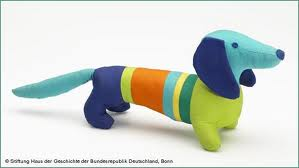 © Stiftung Haus der Geschichte der Bundesrepublik Deutschland, Bonn